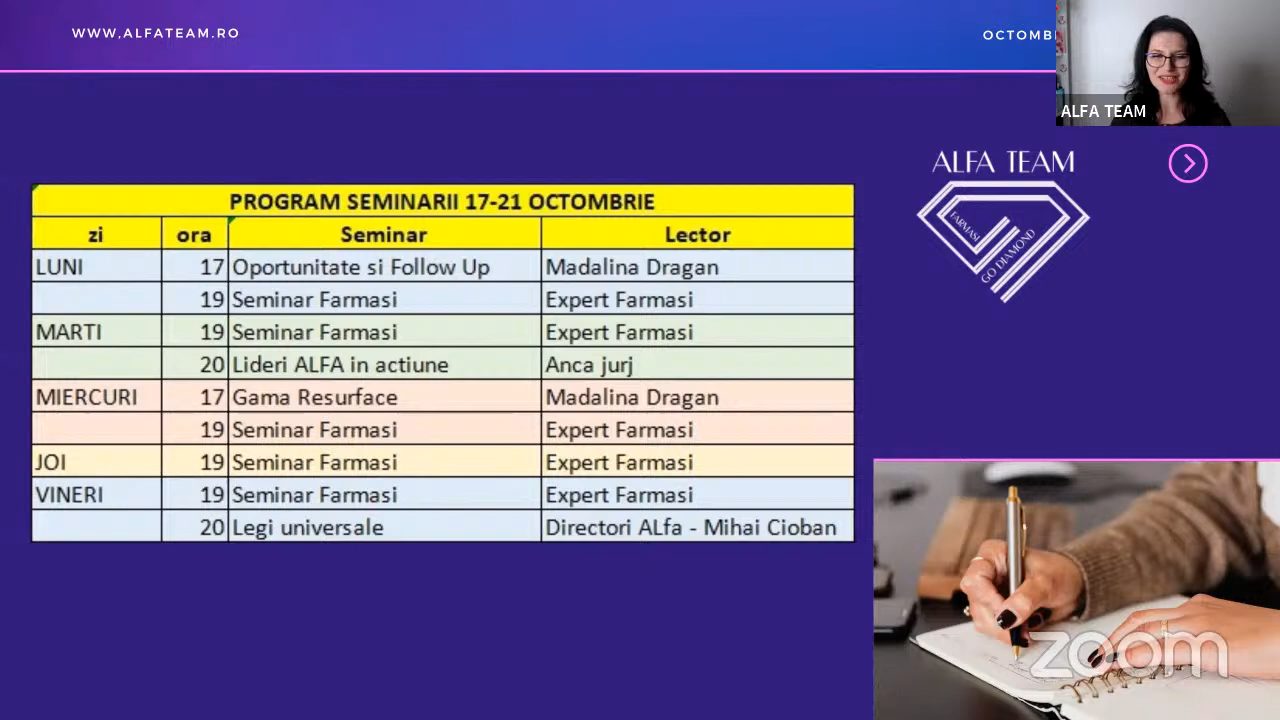 WWW.ALFATEAM.RO
ALFA TEAM
ALFA TEAM
FARMASI
GO DIAMOND
PROGRAM SEMINARII 17-21 OCTOMBRIE
zi ora Seminar Lector
LUNI 17 Oportunitate si Follow Up Madalina Dragan
19 Seminar Farmasi Expert Farmasi
MARTI 19 Seminar Farmasi Expert Farmasi
20 Lideri ALFA in actiune Anca jurj
MIERCURI 17 Gama Resurface Madalina Dragan
19 Seminar Farmasi Expert Farmasi
JOI 19 Seminar Farmasi Expert Farmasi
VINERI 19 Seminar Farmasi Expert Farmasi
20 Legi universale Directori ALfa - Mihai Cioban
zoom